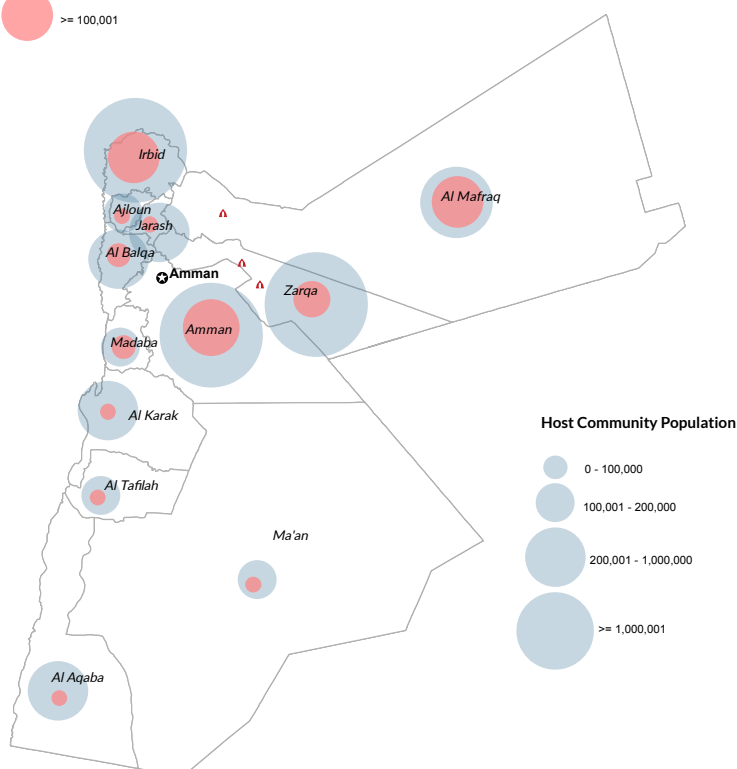 >= 100,001
Irbid
Al Mafraq
Ajloun
Jarash
Al Balqa
Amman
Zarqa
Amman
Madaba
Al Karak
Host Community Population
0 - 100,000
Al Tafilah
100,001 - 200,000
Ma'an
200,001 - 1,000,000
>= 1,000,001
Al Aqaba